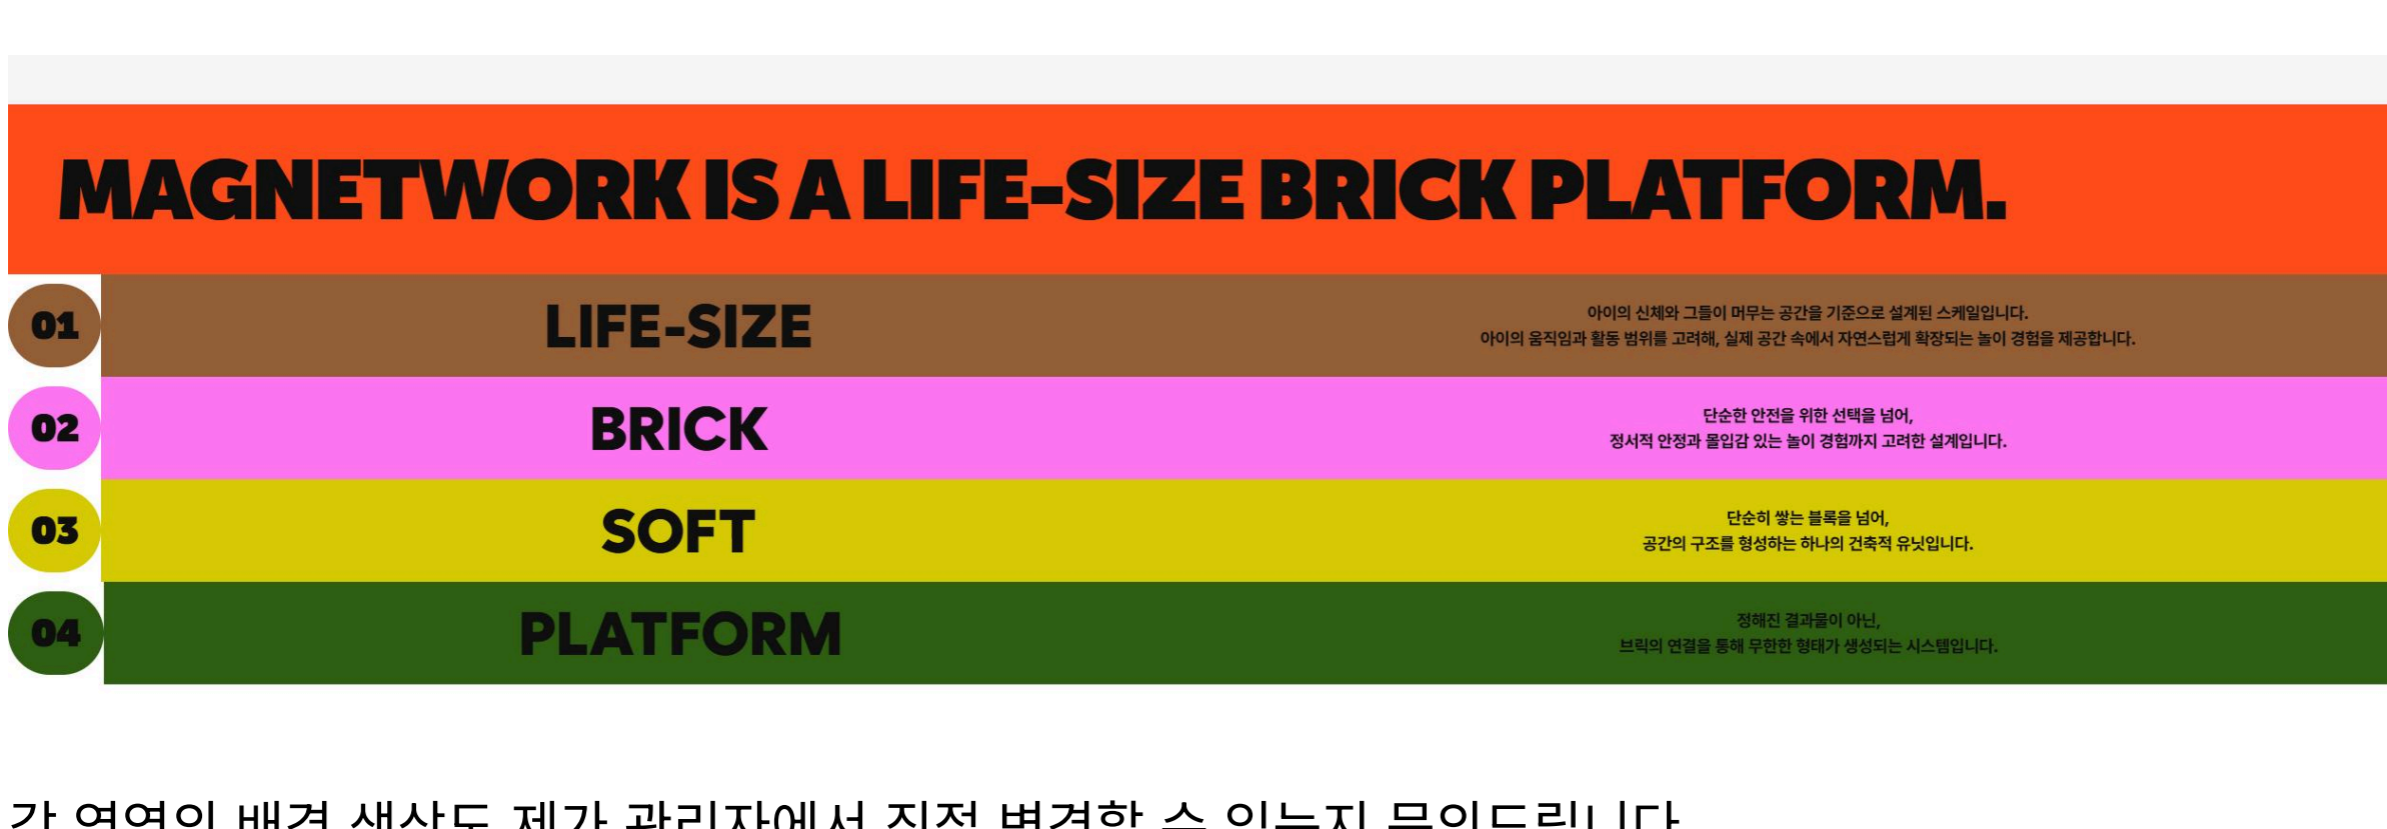 MAGNETWORK IS A LIFE-SIZE BRICK PLATFORM.
01
LIFE-SIZE
아이의 신체와 그들이 머무는 공간을 기준으로 설계된 스케일입니다.
아이의 움직임과 활동 범위를 고려해, 실제 공간 속에서 자연스럽게 확장되는 놀이 경험을 제공합니다.
02
BRICK
단순한 안전을 위한 선택을 넘어,
정서적 안정과 몰입감 있는 놀이 경험까지 고려한 설계입니다.
03
SOFT
단순히 쌓는 블록을 넘어,
공간의 구조를 형성하는 하나의 건축적 유닛입니다.
04
PLATFORM
정해진 결과물이 아닌,
브릭의 연결을 통해 무한한 형태가 생성되는 시스템입니다.
각 영역의 배경 색상도 제가 관리자에서 직접 변경할 수 있는지 문의드립니다